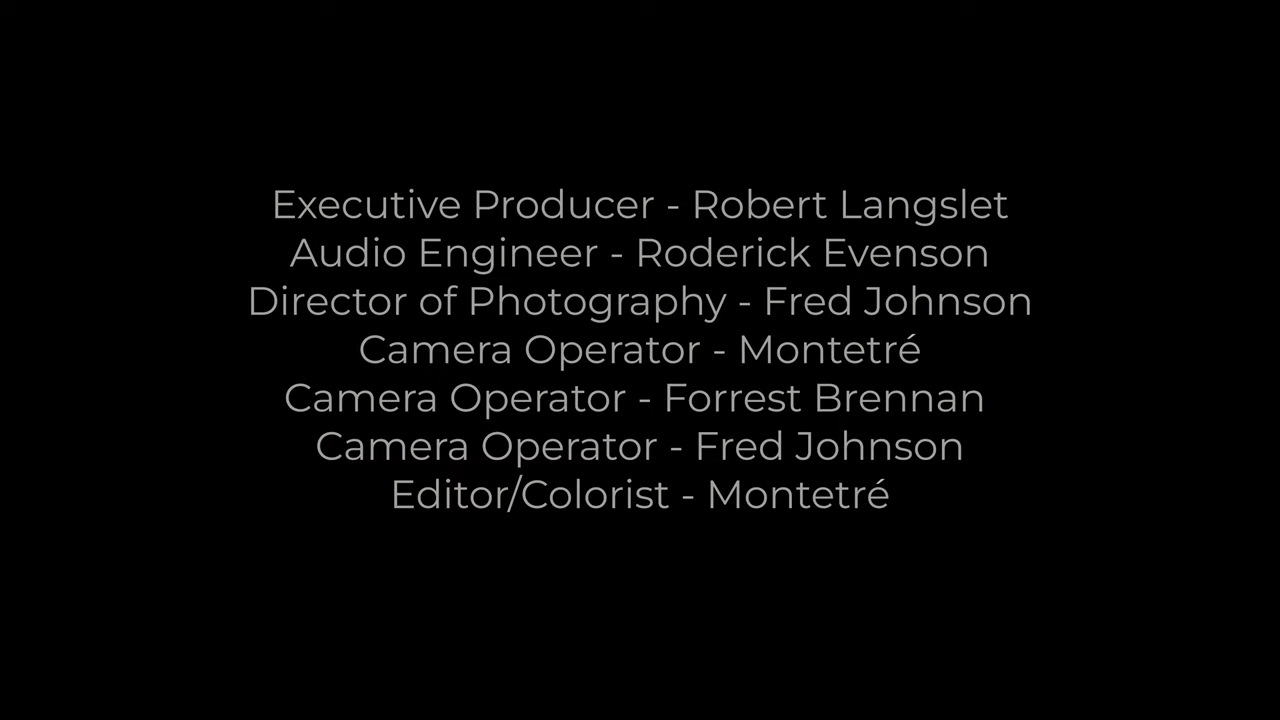 Executive Producer - Robert Langslet
Audio Engineer - Roderick Evenson
Director of Photography - Fred Johnson
Camera Operator - Montetré
Camera Operator - Forrest Brennan
Camera Operator - Fred Johnson
Editor/Colorist - Montetré